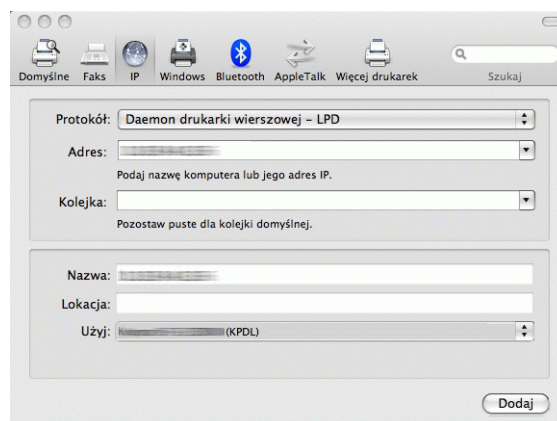 Domyślne Faks IP Windows Bluetooth AppleTalk Więcej drukarek Szukaj
Protokół: Daemon drukarki wierszowej – LPD
Adres:
Podaj nazwę komputera lub jego adres IP.
Kolejka:
Pozostaw puste dla kolejki domyślnej.
Nazwa:
Lokacja:
Użyj: (KPDL)
Dodaj